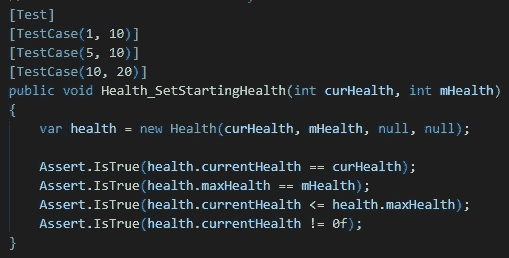 [Test]
[TestCase(1, 10)]
[TestCase(5, 10)]
[TestCase(10, 20)]
public void Health_SetStartingHealth(int curHealth, int mHealth)
{
    var health = new Health(curHealth, mHealth, null, null);

    Assert.IsTrue(health.currentHealth == curHealth);
    Assert.IsTrue(health.maxHealth == mHealth);
    Assert.IsTrue(health.currentHealth <= health.maxHealth);
    Assert.IsTrue(health.currentHealth != 0f);
}